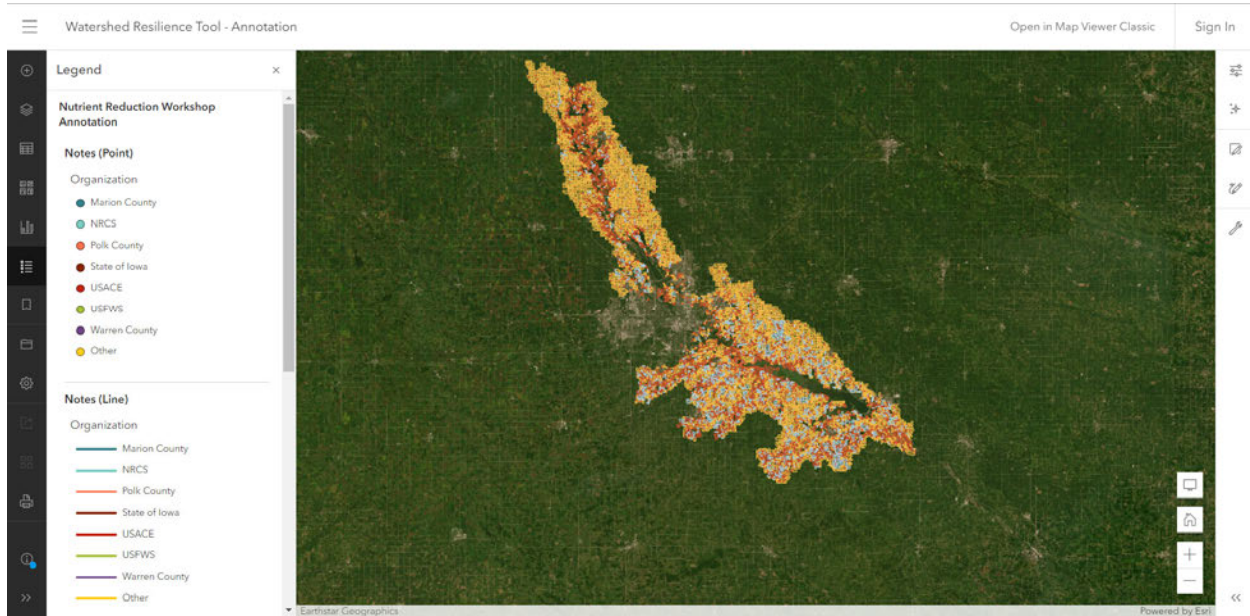 Watershed Resilience Tool - Annotation
Open in Map Viewer Classic
Sign In
Legend
Nutrient Reduction Workshop
Annotation
Notes (Point)
Organization
Marion County
NRCS
Polk County
State of Iowa
USACE
USFWS
Warren County
Other
Notes (Line)
Organization
Marion County
NRCS
Polk County
State of Iowa
USACE
USFWS
Warren County
Other
Earthstar Geographics
Powered by Esri